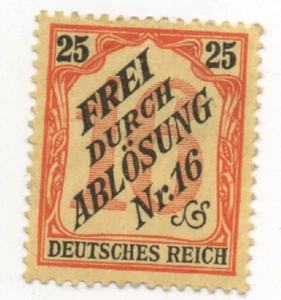 25 25
FREI
DURCH
ABLÖSUNG
Nr. 16
DEUTSCHES REICH